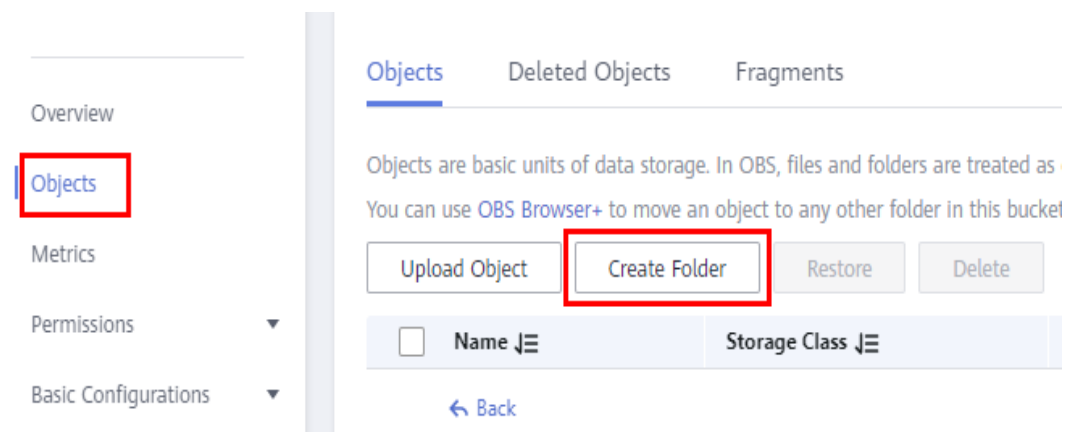 Overview
Objects
Metrics
Permissions
Basic Configurations
Objects Deleted Objects Fragments
Objects are basic units of data storage. In OBS, files and folders are treated as
You can use OBS Browser+ to move an object to any other folder in this bucket
Upload Object Create Folder Restore Delete
Name Storage Class
Back